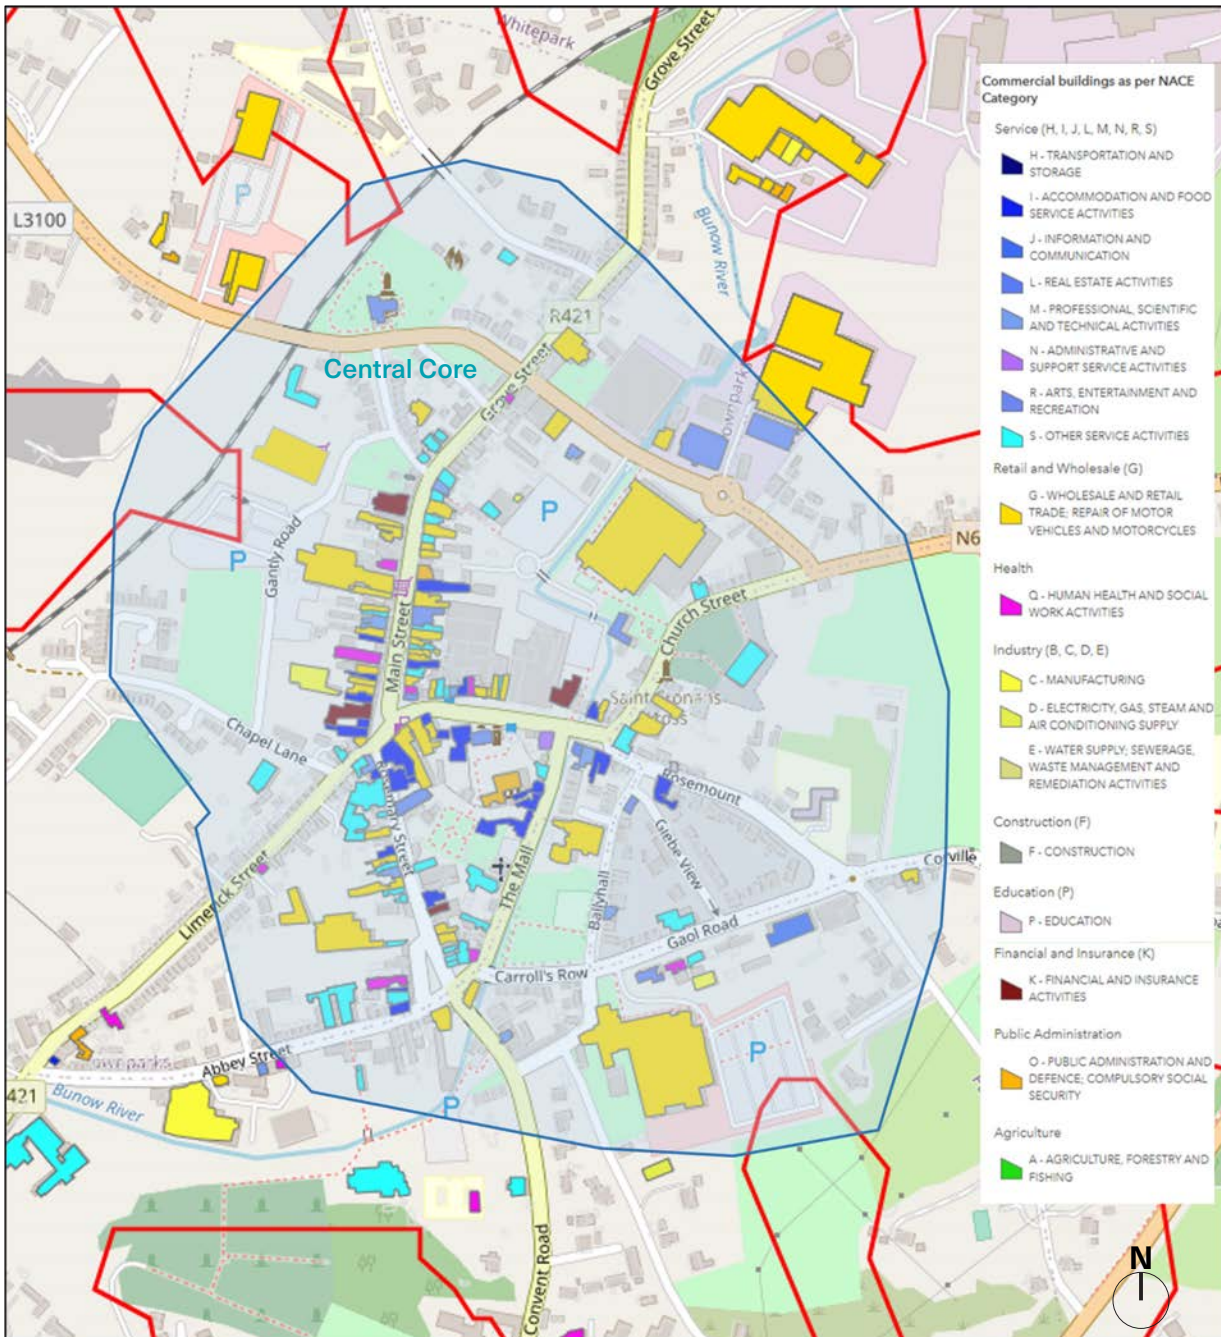 Whitepark
Grove Street
L3100
P
Bunow River
R421
Central Core
Grove Street
P
P
Gantly Road
N6
Church Street
Main Street
Chapel Lane
Rosemount
Glebe View
Corville
The Mall
Ballyhall
Limerick Street
Gaol Road
Carroll's Row
Abbey Street
421
Bunow River
P
P
Convent Road
N
Commercial buildings as per NACE
Category
Service (H, I, J, L, M, N, R, S)
H - TRANSPORTATION AND
STORAGE
I - ACCOMMODATION AND FOOD
SERVICE ACTIVITIES
J - INFORMATION AND
COMMUNICATION
L - REAL ESTATE ACTIVITIES
M - PROFESSIONAL, SCIENTIFIC
AND TECHNICAL ACTIVITIES
N - ADMINISTRATIVE AND
SUPPORT SERVICE ACTIVITIES
R - ARTS, ENTERTAINMENT AND
RECREATION
S - OTHER SERVICE ACTIVITIES
Retail and Wholesale (G)
G - WHOLESALE AND RETAIL
TRADE; REPAIR OF MOTOR
VEHICLES AND MOTORCYCLES
Health
Q - HUMAN HEALTH AND SOCIAL
WORK ACTIVITIES
Industry (B, C, D, E)
C - MANUFACTURING
D - ELECTRICITY, GAS, STEAM AND
AIR CONDITIONING SUPPLY
E - WATER SUPPLY; SEWERAGE,
WASTE MANAGEMENT AND
REMEDIATION ACTIVITIES
Construction (F)
F - CONSTRUCTION
Education (P)
P - EDUCATION
Financial and Insurance (K)
K - FINANCIAL AND INSURANCE
ACTIVITIES
Public Administration
O - PUBLIC ADMINISTRATION AND
DEFENCE; COMPULSORY SOCIAL
SECURITY
Agriculture
A - AGRICULTURE, FORESTRY AND
FISHING